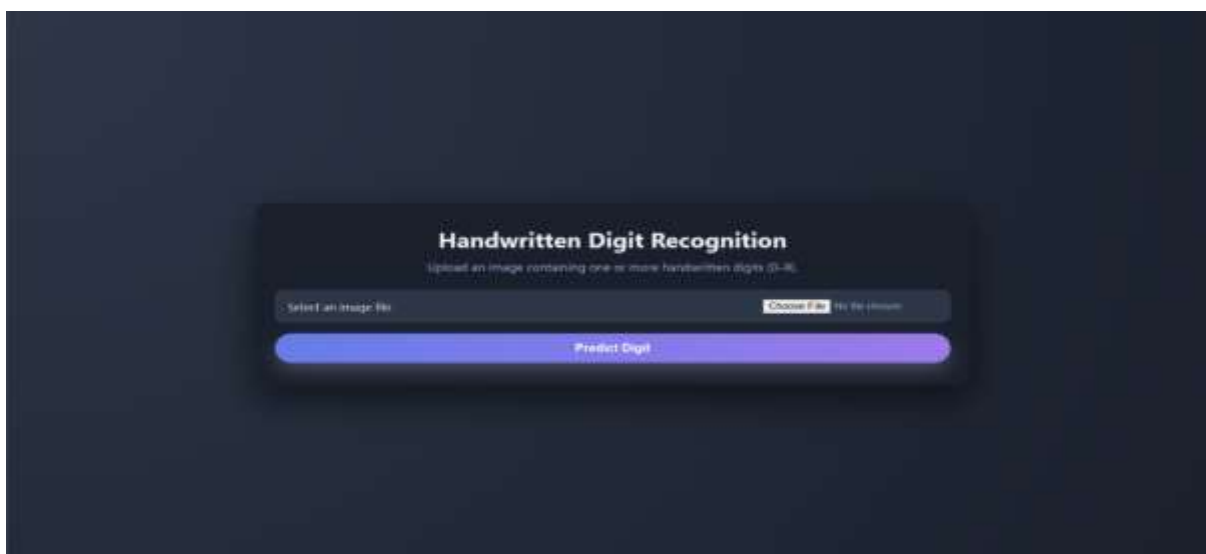 Handwritten Digit Recognition
Upload an image containing one or more handwritten digits (0-9).
Select an image file
Choose File No file chosen
Predict Digit